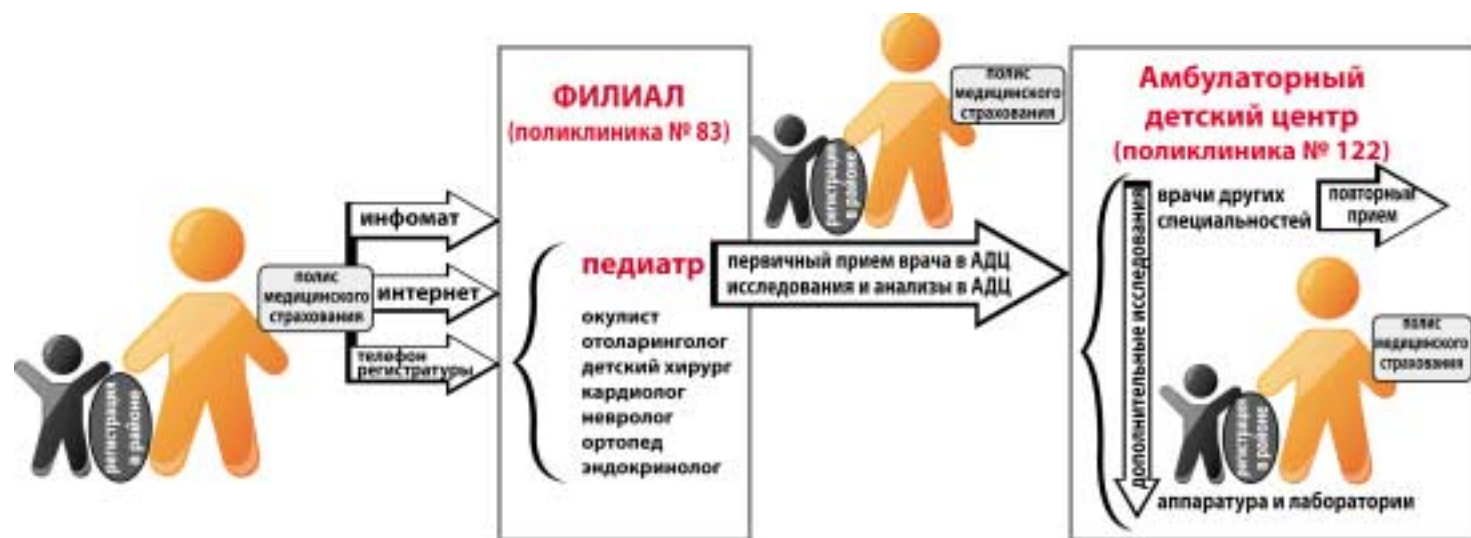 полис
медицинского
страхования
регистрация
в районе
инфомат
интернет
телефон
регистратуры
ФИЛИАЛ
(поликлиника № 83)
педиатр
окулист
отоларинголог
детский хирург
кардиолог
невролог
ортопед
эндокринолог
полис
медицинского
страхования
регистрация
в районе
первичный прием врача в АДЦ
исследования и анализы в АДЦ
Амбулаторный
детский центр
(поликлиника № 122)
врачи других
специальностей
повторный
прием
дополнительные исследования
полис
медицинского
страхования
регистрация
в районе
аппаратура и лаборатории